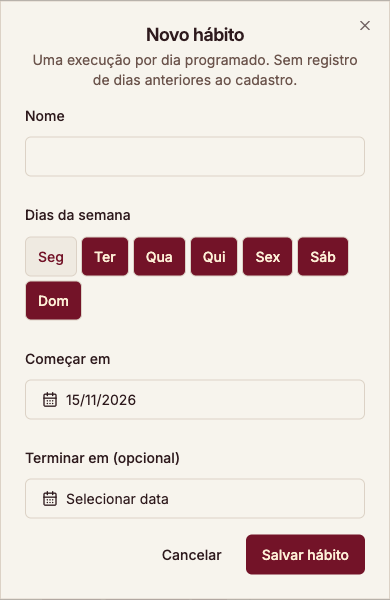 Novo hábito
Uma execução por dia programado. Sem registro
de dias anteriores ao cadastro.
Nome
Dias da semana
Seg Ter Qua Qui Sex Sáb
Dom
Começar em
15/11/2026
Terminar em (opcional)
Selecionar data
Cancelar Salvar hábito